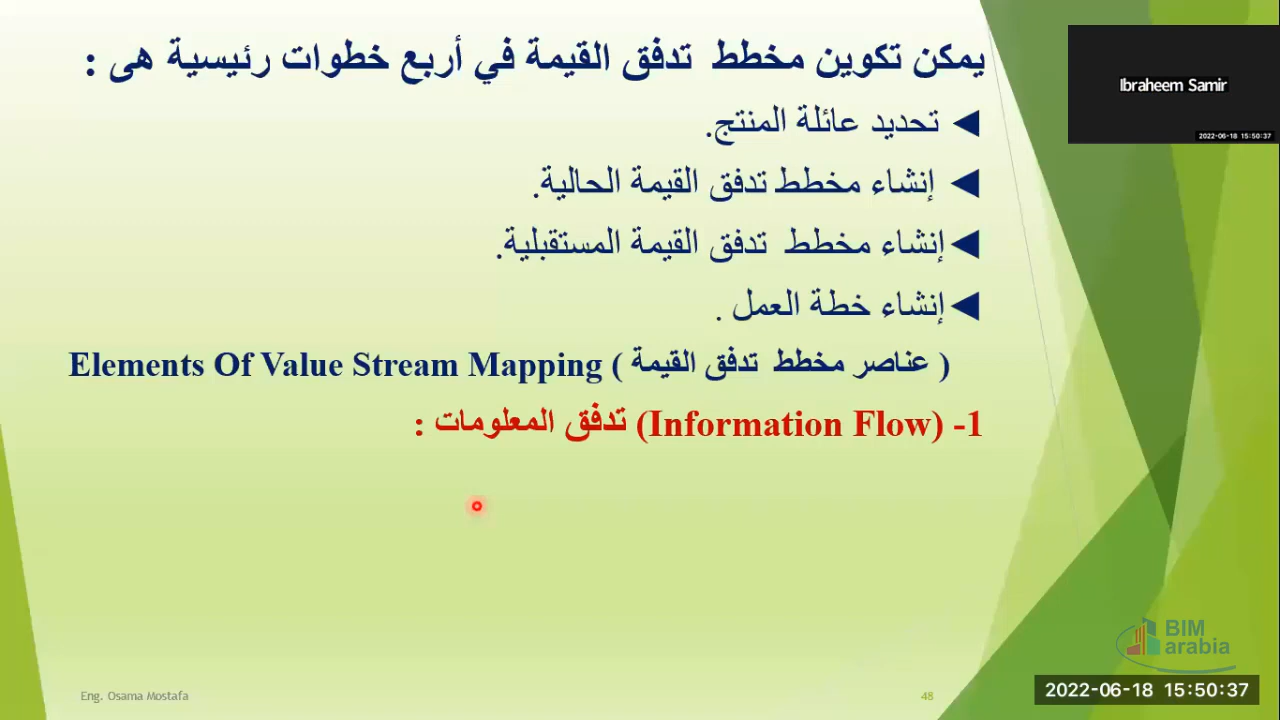 يمكن تكوين مخطط تدفق القيمة في أربع خطوات رئيسية هى :
تحديد عائلة المنتج.
إنشاء مخطط تدفق القيمة الحالية.
إنشاء مخطط تدفق القيمة المستقبلية.
إنشاء خطة العمل .
Elements Of Value Stream Mapping ( عناصر مخطط تدفق القيمة )
1- (Information Flow) تدفق المعلومات :
Ibraheem Samir
2022-06-18 15:50:37
BIM
arabia
Eng. Osama Mostafa
48
2022-06-18 15:50:37